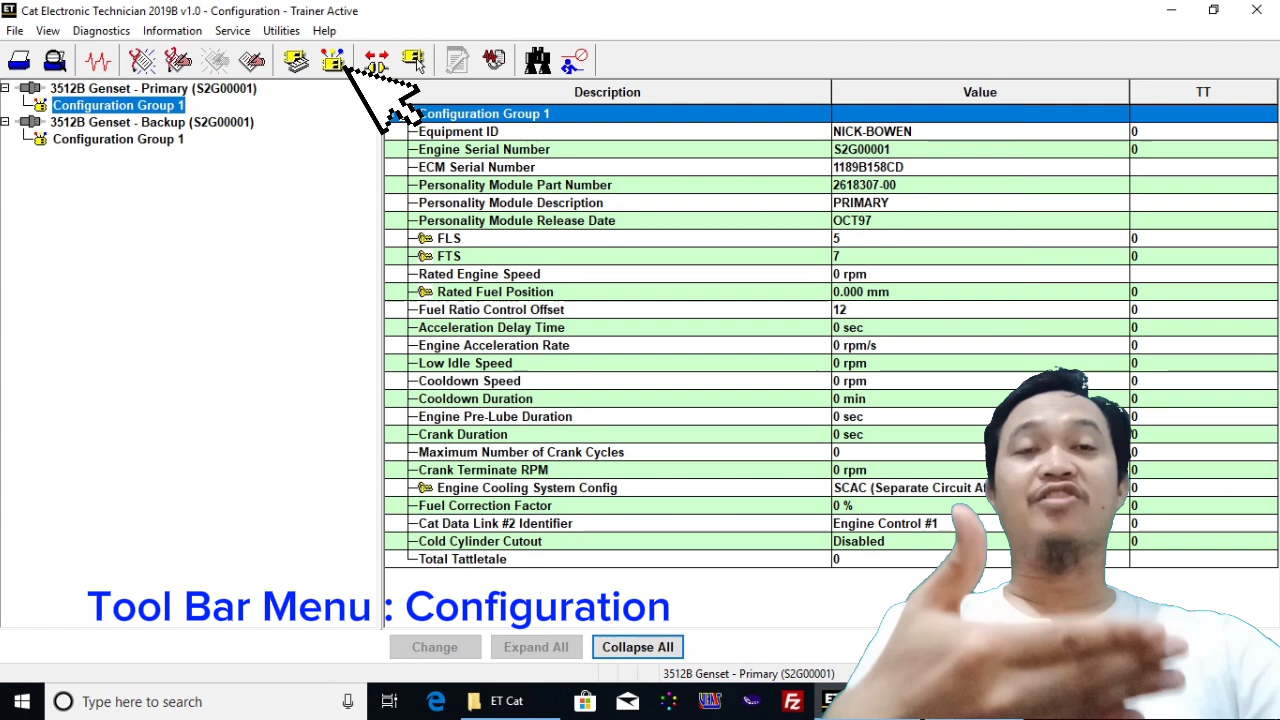 ET Cat Electronic Technician 2019B v1.0 - Configuration - Trainer Active
File View Diagnostics Information Service Utilities Help
3512B Genset - Primary (S2G00001)
Configuration Group 1
3512B Genset - Backup (S2G00001)
Configuration Group 1
Description Value TT
Configuration Group 1
Equipment ID NICK-BOWEN 0
Engine Serial Number S2G00001 0
ECM Serial Number 1189B158CD
Personality Module Part Number 2618307-00
Personality Module Description PRIMARY
Personality Module Release Date OCT97
FLS 5 0
FTS 7 0
Rated Engine Speed 0 rpm
Rated Fuel Position 0.000 mm 0
Fuel Ratio Control Offset 12 0
Acceleration Delay Time 0 sec 0
Engine Acceleration Rate 0 rpm/s 0
Low Idle Speed 0 rpm 0
Cooldown Speed 0 rpm 0
Cooldown Duration 0 min 0
Engine Pre-Lube Duration 0 sec 0
Crank Duration 0 sec 0
Maximum Number of Crank Cycles 0 0
Crank Terminate RPM 0 rpm 0
Engine Cooling System Config SCAC (Separate Circuit 0
Fuel Correction Factor 0 % 0
Cat Data Link #2 Identifier Engine Control #1 0
Cold Cylinder Cutout Disabled 0
Total Tattletale 0
Tool Bar Menu : Configuration
Change Expand All Collapse All
3512B Genset - Primary (S2G00001)
Type here to search
ET Cat